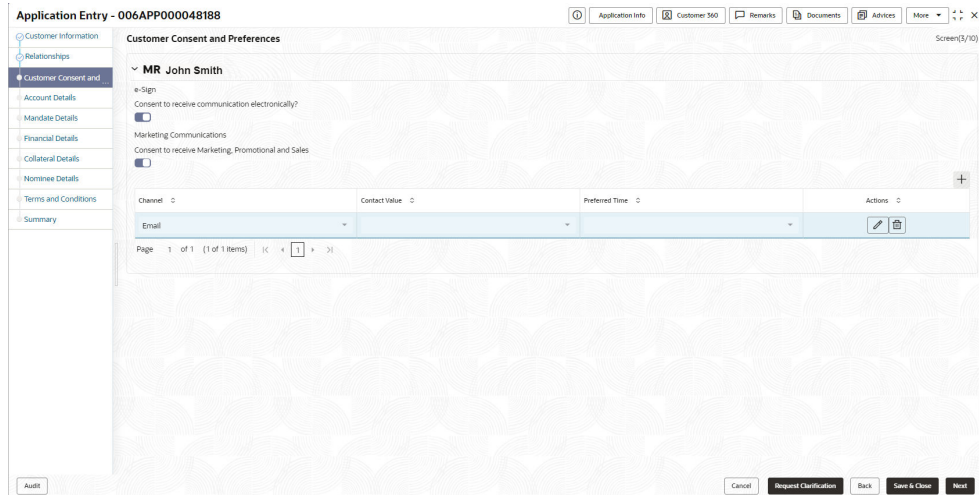 Application Entry - 006APP000048188
Application Info
Customer 360
Remarks
Documents
Advices
More
Customer Information
Relationships
Customer Consent and ...
Account Details
Mandate Details
Financial Details
Collateral Details
Nominee Details
Terms and Conditions
Summary
Customer Consent and Preferences
Screen(3/10)
MR John Smith
e-Sign
Consent to receive communication electronically?
Marketing Communications
Consent to receive Marketing, Promotional and Sales
Channel Contact Value Preferred Time Actions
Email
Page 1 of 1 (1 of 1 items) 1
Audit
Cancel
Request Clarification
Back
Save & Close
Next